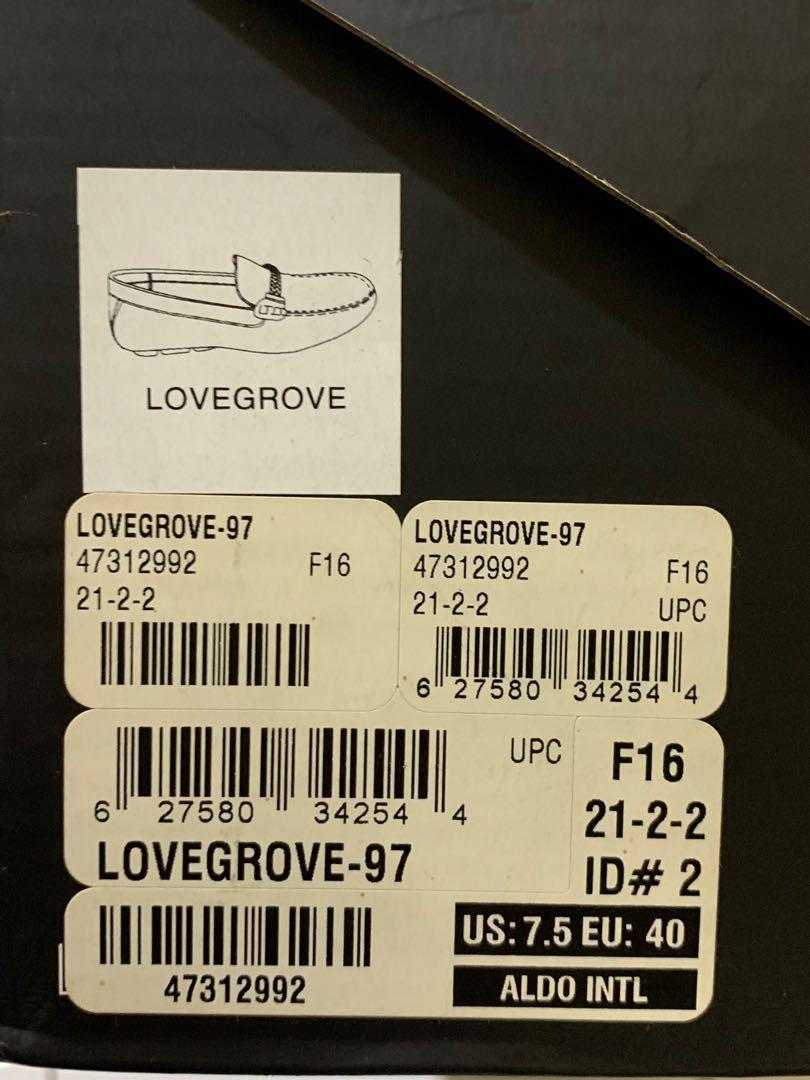 LOVEGROVE
LOVEGROVE-97
47312992 F16
21-2-2
LOVEGROVE-97
47312992 F16
21-2-2 UPC
6 27580 34254 4
UPC
6 27580 34254 4
LOVEGROVE-97
F16
21-2-2
ID# 2
47312992
US: 7.5 EU: 40
ALDO INTL